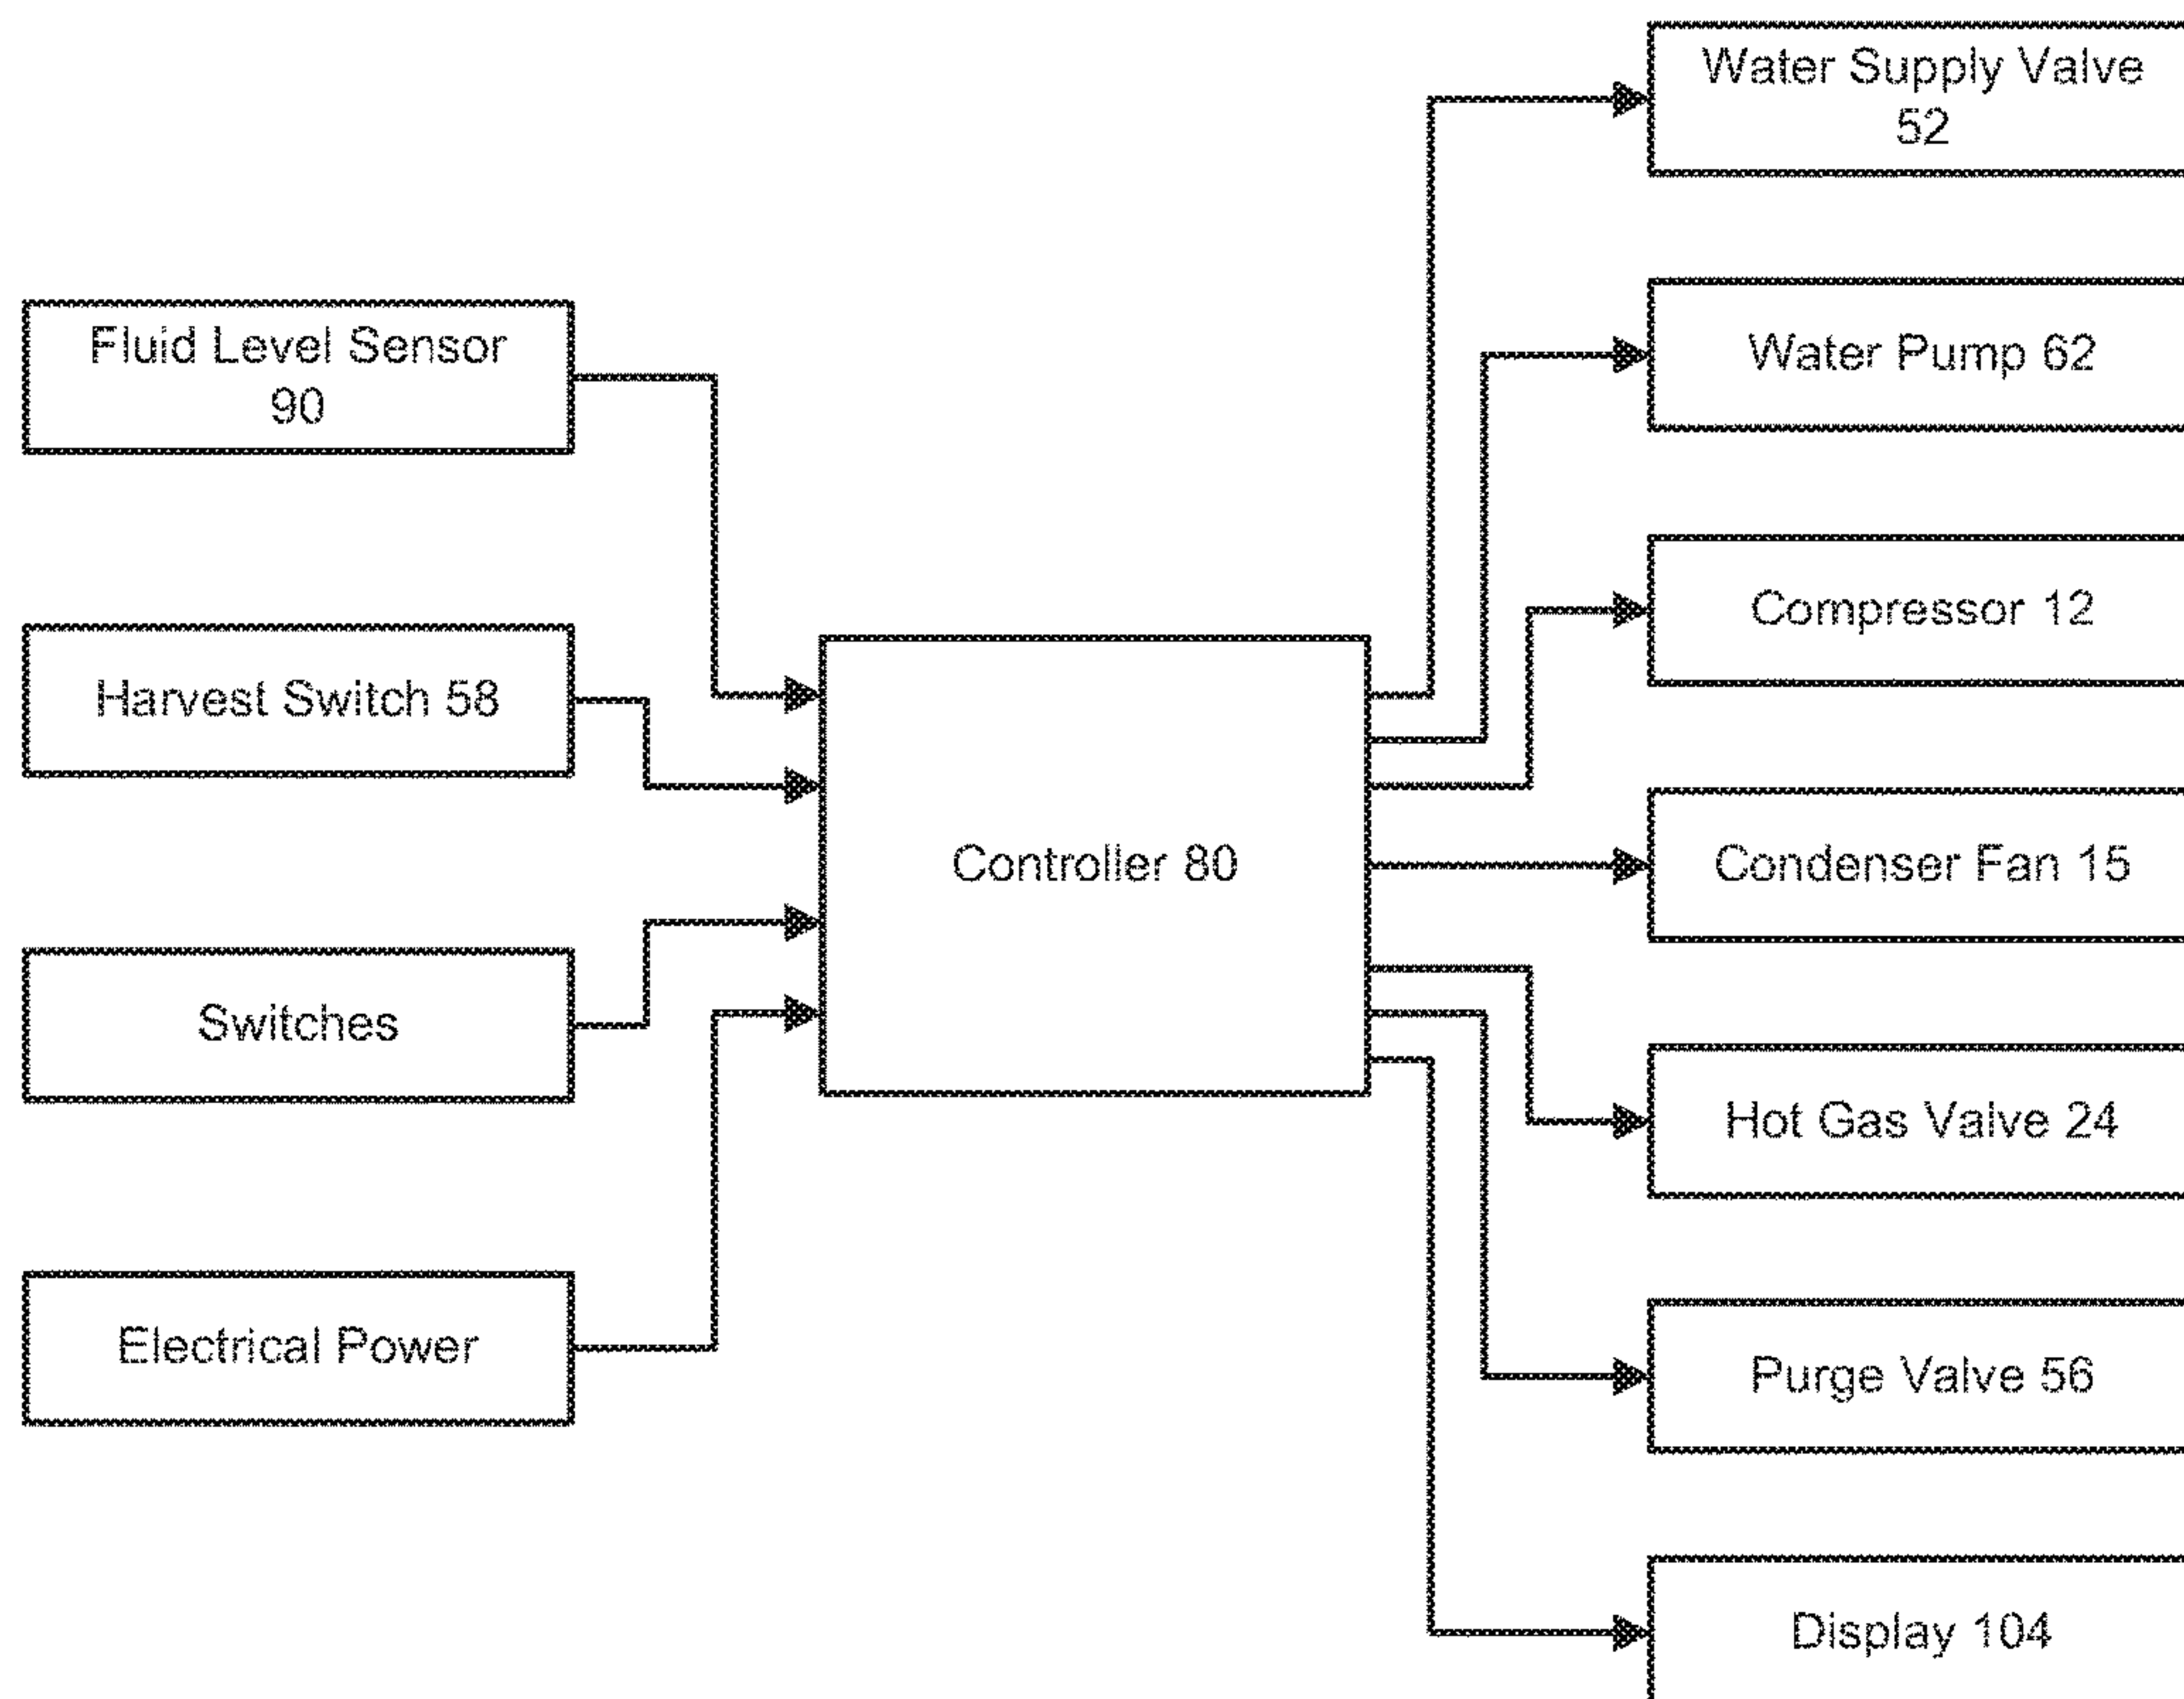 Water Supply Valve
52
Fluid Level Sensor
90
Water Pump 62
Compressor 12
Harvest Switch 58
Controller 80
Condenser Fan 15
Switches
Hot Gas Valve 24
Electrical Power
Purge Valve 56
Display 104